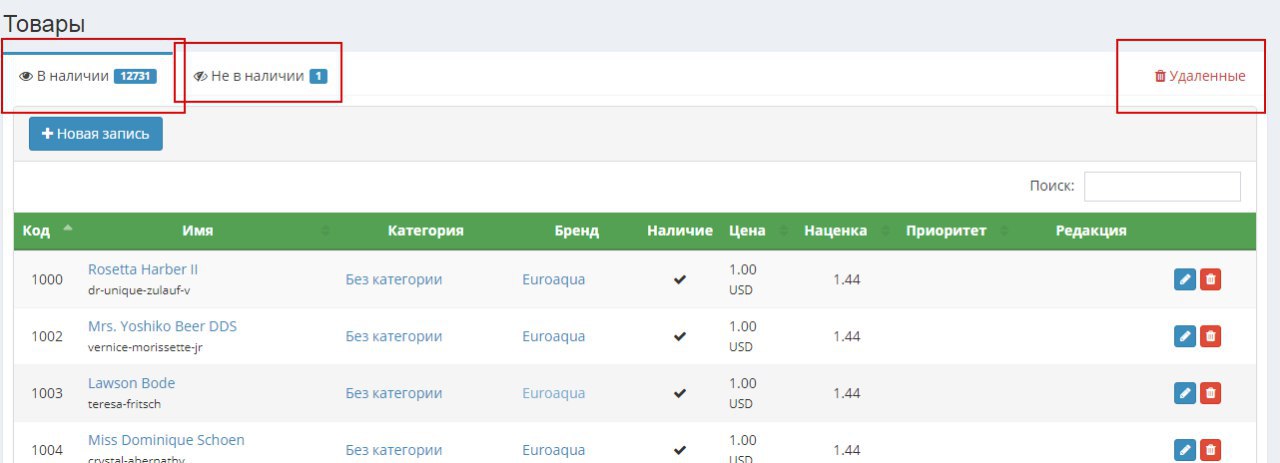 Товары
В наличии 12731 Не в наличии 1 Удаленные
Новая запись
Поиск:
Код Имя Категория Бренд Наличие Цена Наценка Приоритет Редакция
1000 Rosetta Harber II Без категории Euroaqua 1.00 1.44
dr-unique-zulauf-v USD
1002 Mrs. Yoshiko Beer DDS Без категории Euroaqua 1.00 1.44
vernice-morissette-jr USD
1003 Lawson Bode Без категории Euroaqua 1.00 1.44
teresa-fritsch USD
1004 Miss Dominique Schoen Без категории Euroaqua 1.00 1.44
crystal-abernathy USD